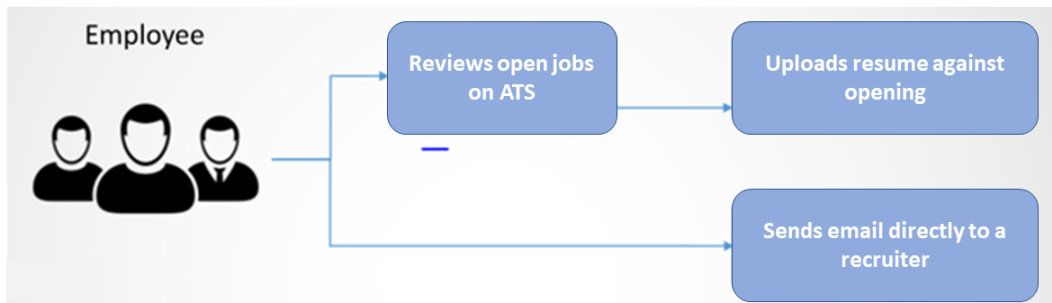 Employee
Reviews open jobs
on ATS
Uploads resume against
opening
Sends email directly to a
recruiter